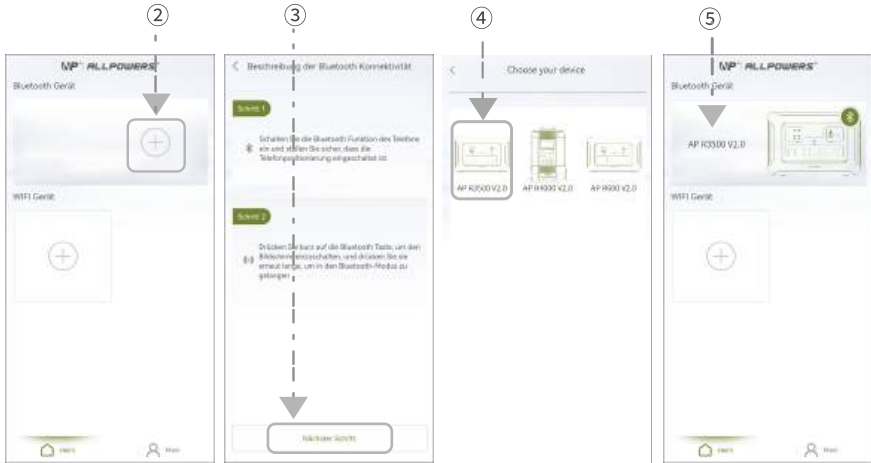 ② ③ ④ ⑤
ALLPOWERS
Bluetooth Gerät
WIFI Gerät
Beschreibung der Bluetooth Konnektivität
Schritt 1
Schalten Sie die Bluetooth Funktion des Telefons
ein und stellen Sie sicher, dass die
Telefonpositionierung eingeschaltet ist
Schritt 2
Drücken Sie kurz auf die Bluetooth Taste, um den
Bildschirm einzuschalten, und drücken Sie sie
erneut lange, um in den Bluetooth-Modus zu
gelangen
Nächster Schritt
Choose your device
AP R3500 V2.0
AP R4000 V2.0
AP R600 V2.0
ALLPOWERS
Bluetooth Gerät
AP R3500 V2.0
WIFI Gerät